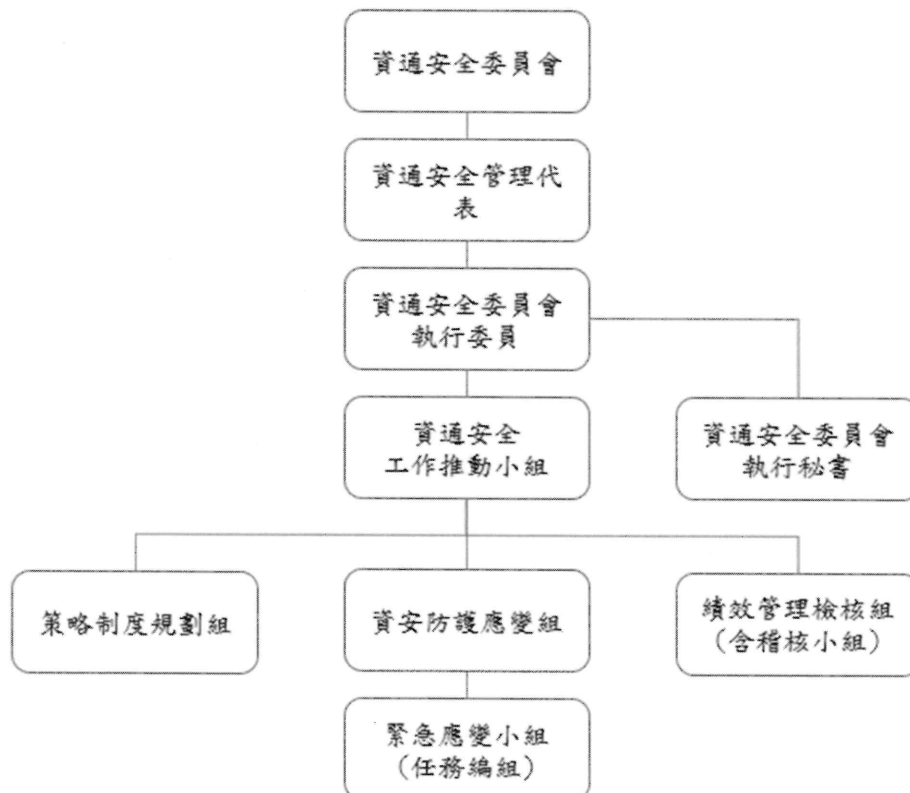 資通安全委員會
資通安全管理代
表
資通安全委員會
執行委員
資通安全
工作推動小組
資通安全委員會
執行秘書
策略制度規劃組
資安防護應變組
績效管理檢核組
(含稽核小組)
緊急應變小組
(任務編組)